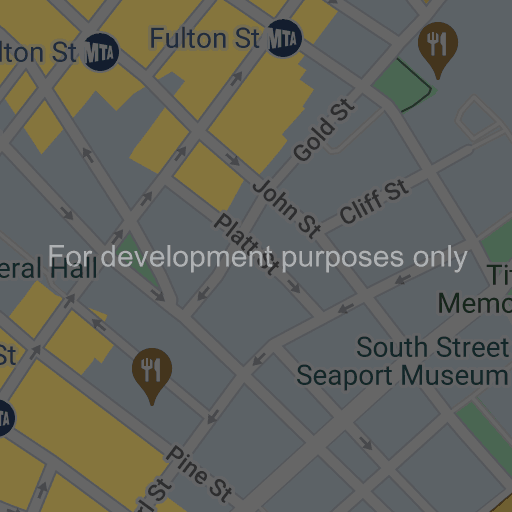 Fulton St
MTA
lton St
MTA
Gold St
John St
Cliff St
Platt St
For development purposes only
eral Hall
Tit
Memo
South Street
Seaport Museum
St
TA
Pine St
l St